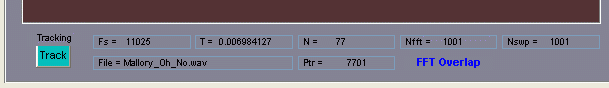 Tracking
Fs = 11025 T = 0.006984127 N = 77 Nfft = 1001 Nswp = 1001
Track
File = Mallory_Oh_No.wav Ptr = 7701 FFT Overlap